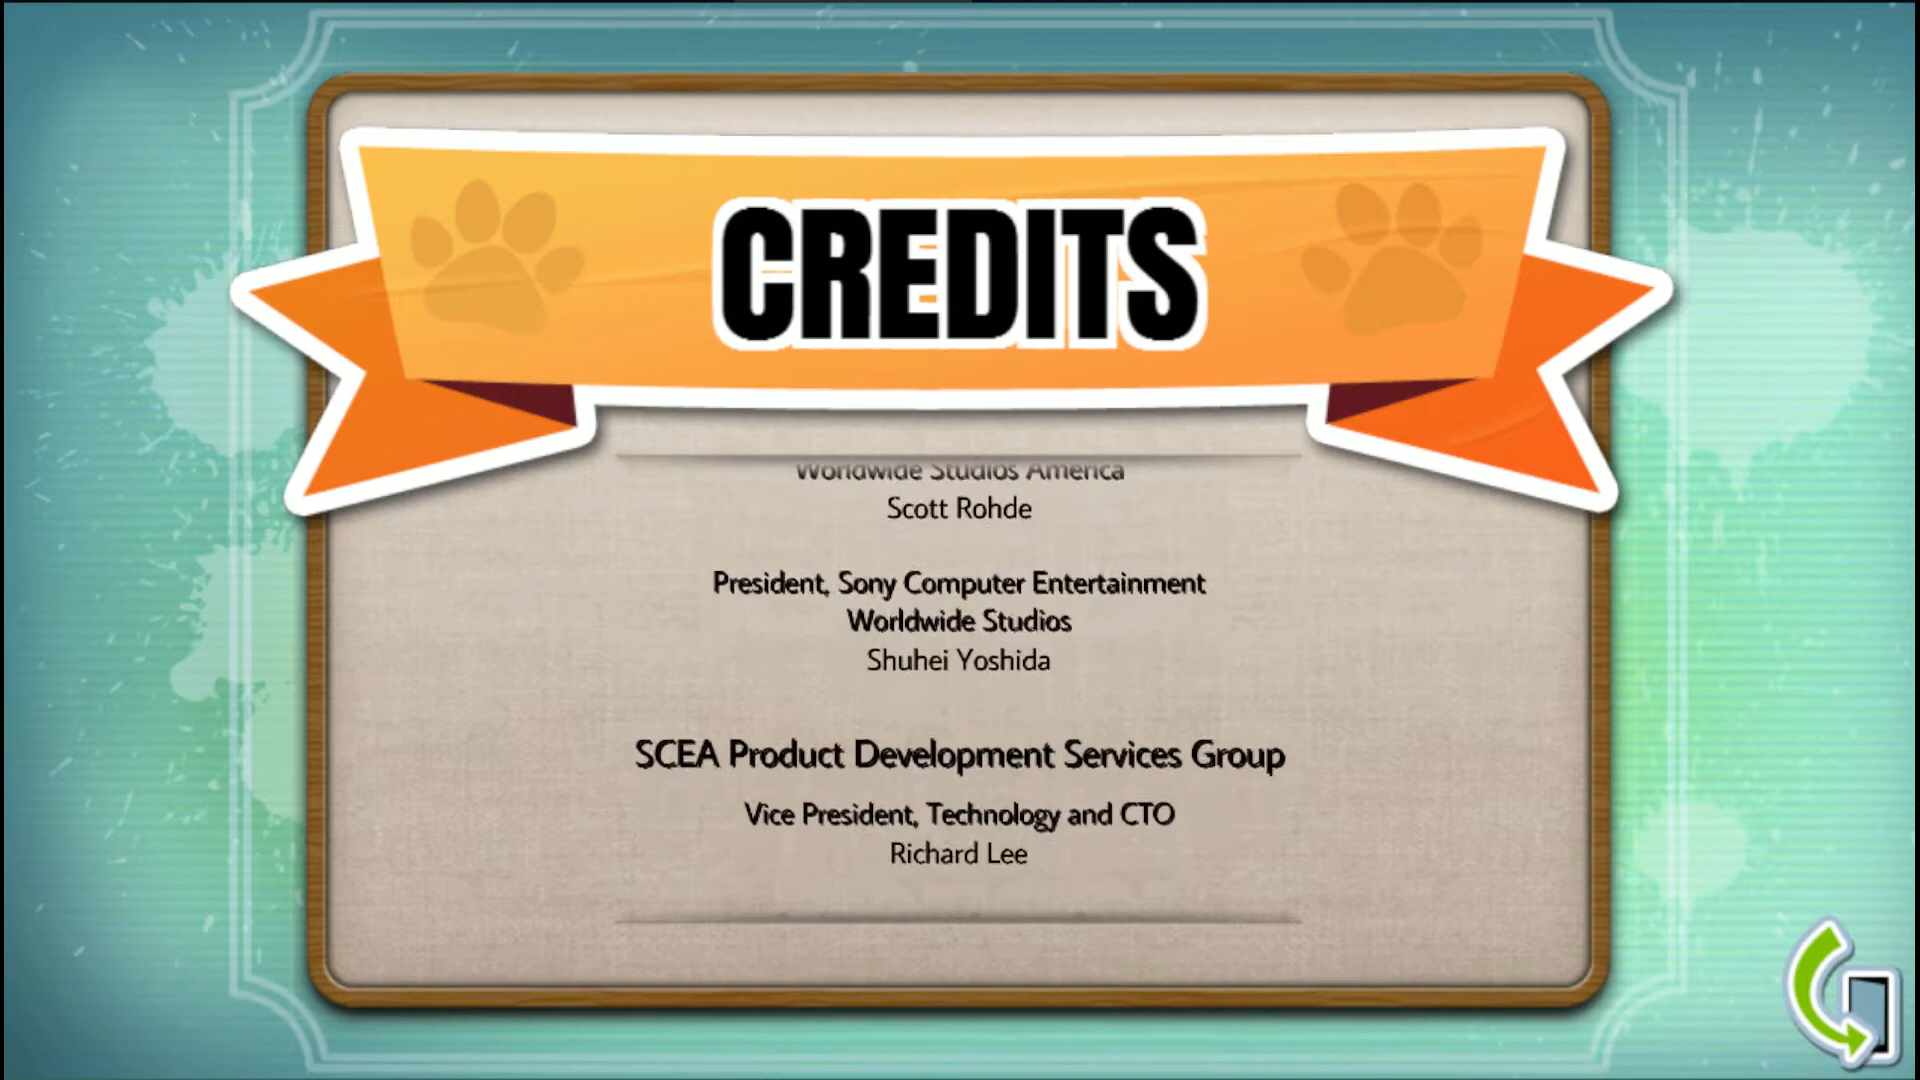 CREDITS
Worldwide Studios America
Scott Rohde
President, Sony Computer Entertainment
Worldwide Studios
Shuhei Yoshida
SCEA Product Development Services Group
Vice President, Technology and CTO
Richard Lee